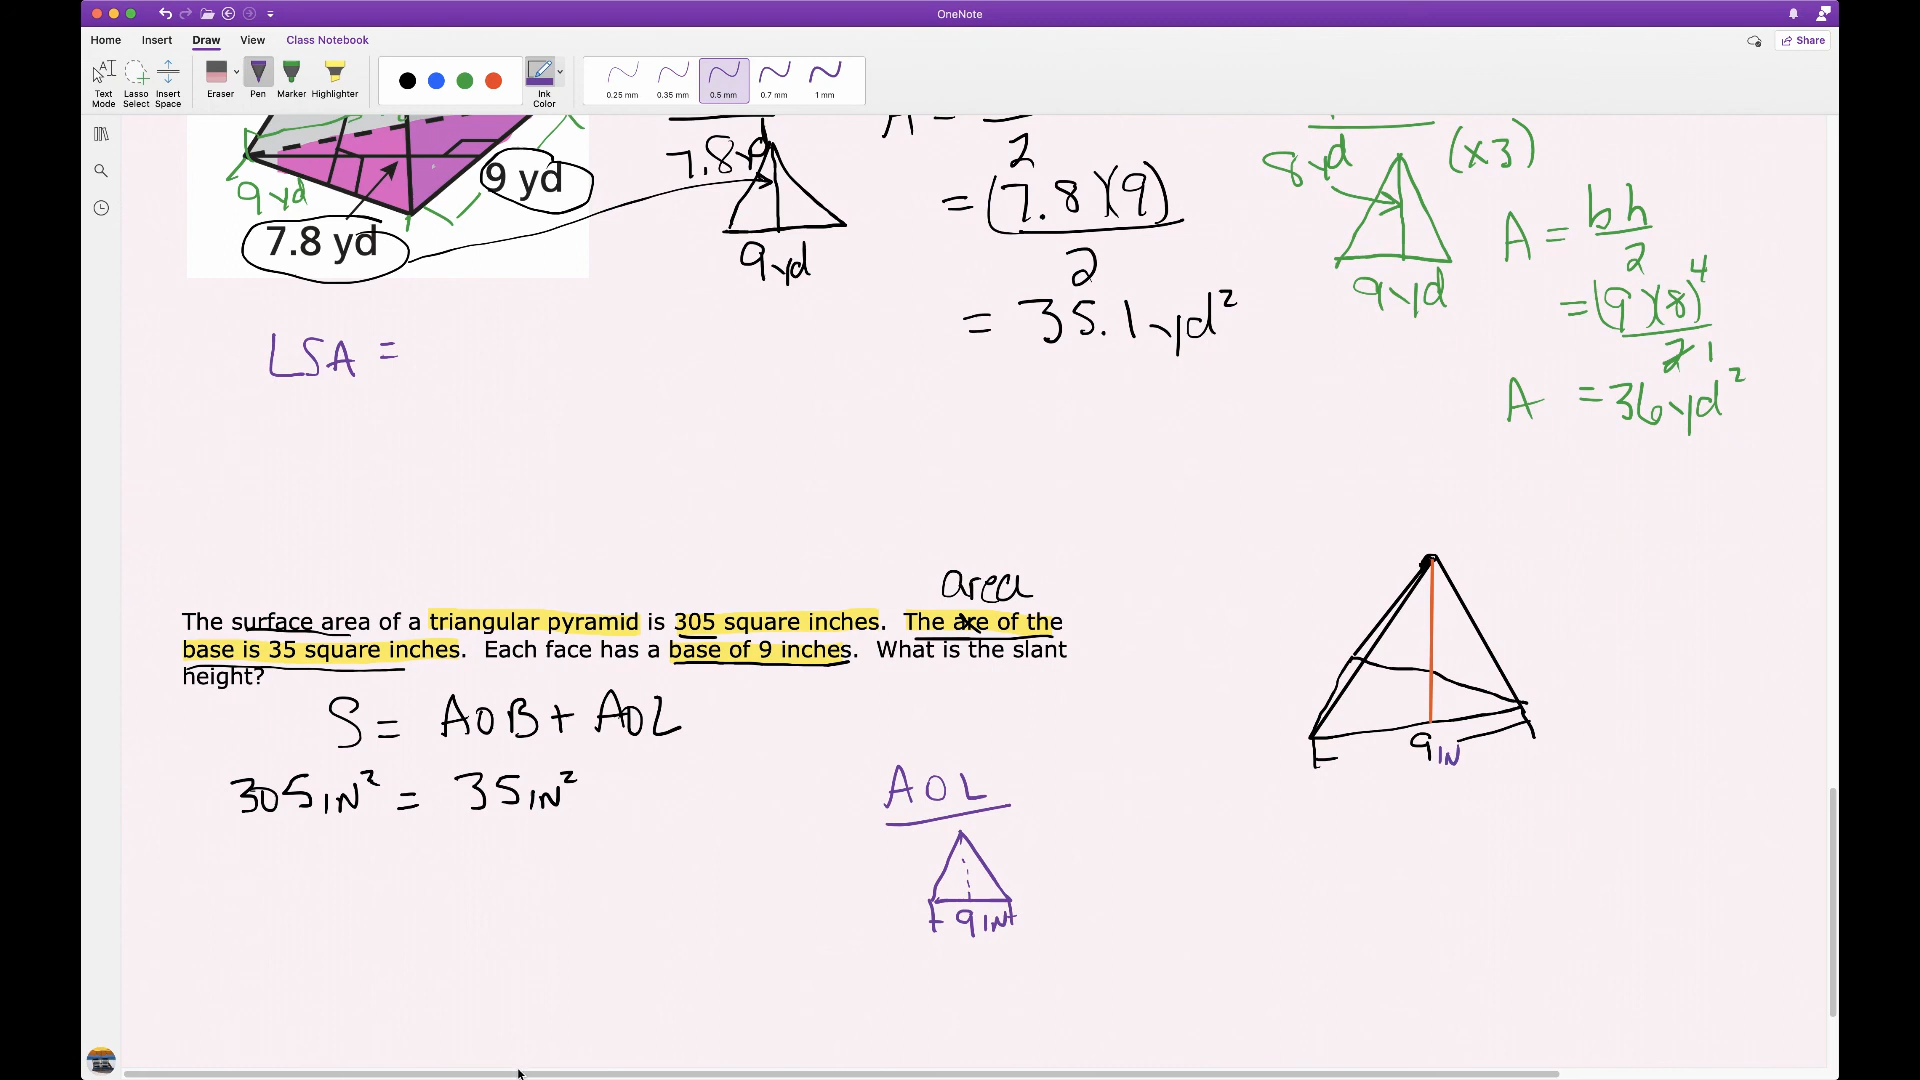 OneNote
Home Insert Draw View Class Notebook
Share
Text Mode
Lasso Select
Insert Space
Eraser
Pen
Marker
Highlighter
Ink Color
0.25 mm
0.35 mm
0.5 mm
0.7 mm
1 mm
9 yd
9 yd
7.8 yd
7.8 yd
9 yd
A =
2
= (7.8)(9)
2
= 35.1 yd²
8 yd (x3)
9 yd
A = bh
2
= (9)(8) 4
2 1
A = 36 yd²
LSA =
area
The surface area of a triangular pyramid is 305 square inches. The are of the
base is 35 square inches. Each face has a base of 9 inches. What is the slant
height?
S = AOB + AOL
305 IN² = 35 IN²
AOL
9 IN
9 IN